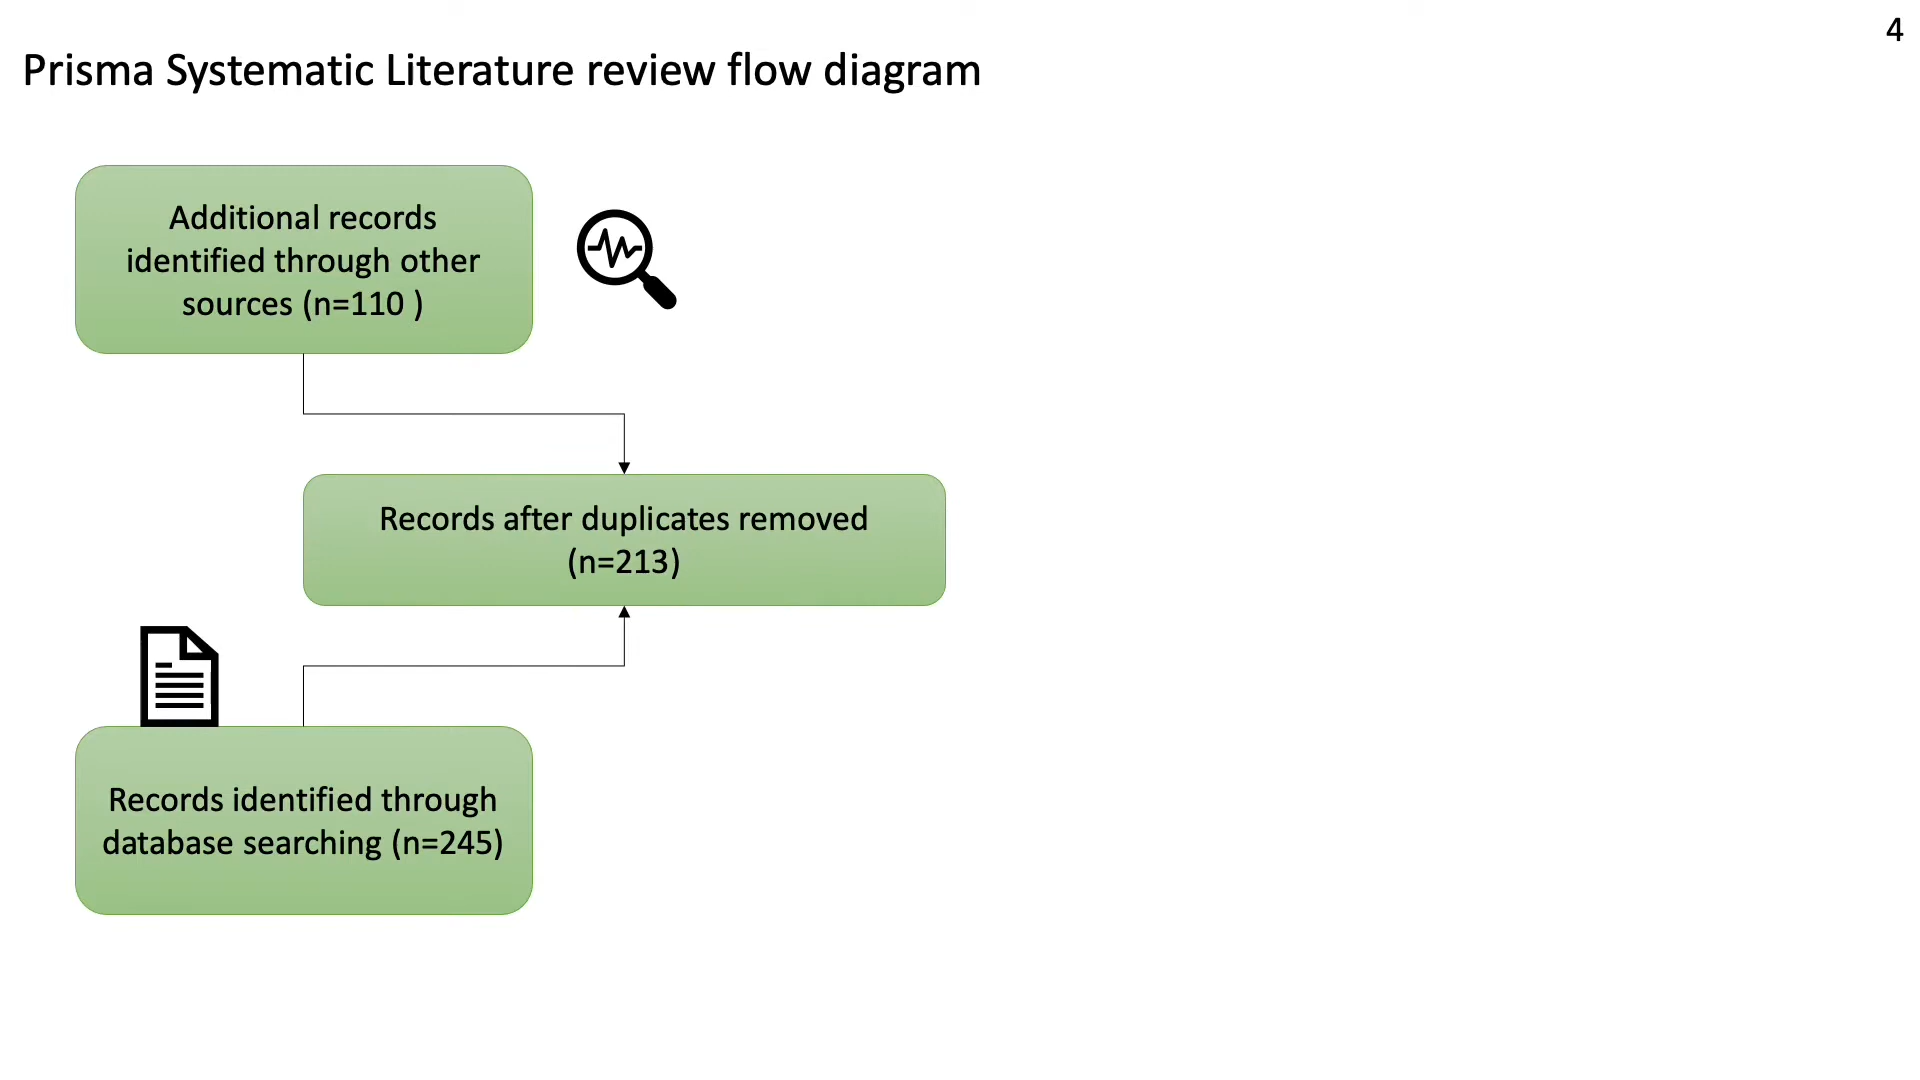 4
Prisma Systematic Literature review flow diagram
Additional records
identified through other
sources (n=110 )
Records after duplicates removed
(n=213)
Records identified through
database searching (n=245)